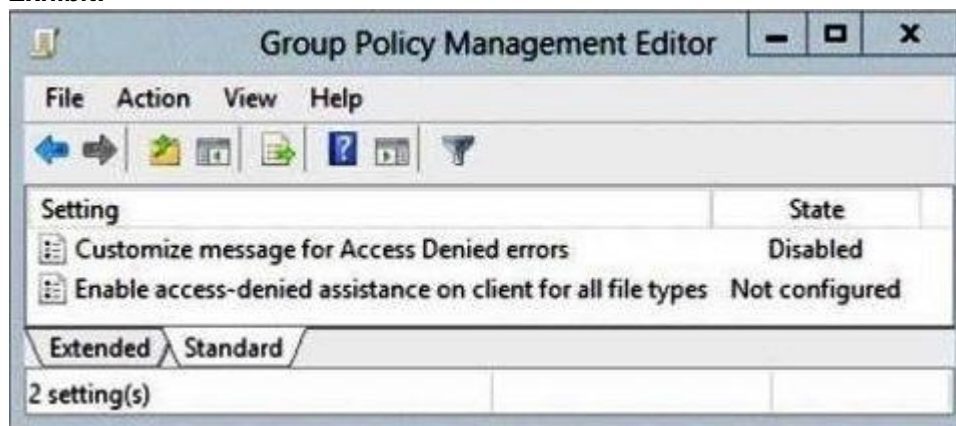 Group Policy Management Editor
File Action View Help
Setting State
Customize message for Access Denied errors Disabled
Enable access-denied assistance on client for all file types Not configured
Extended Standard
2 setting(s)